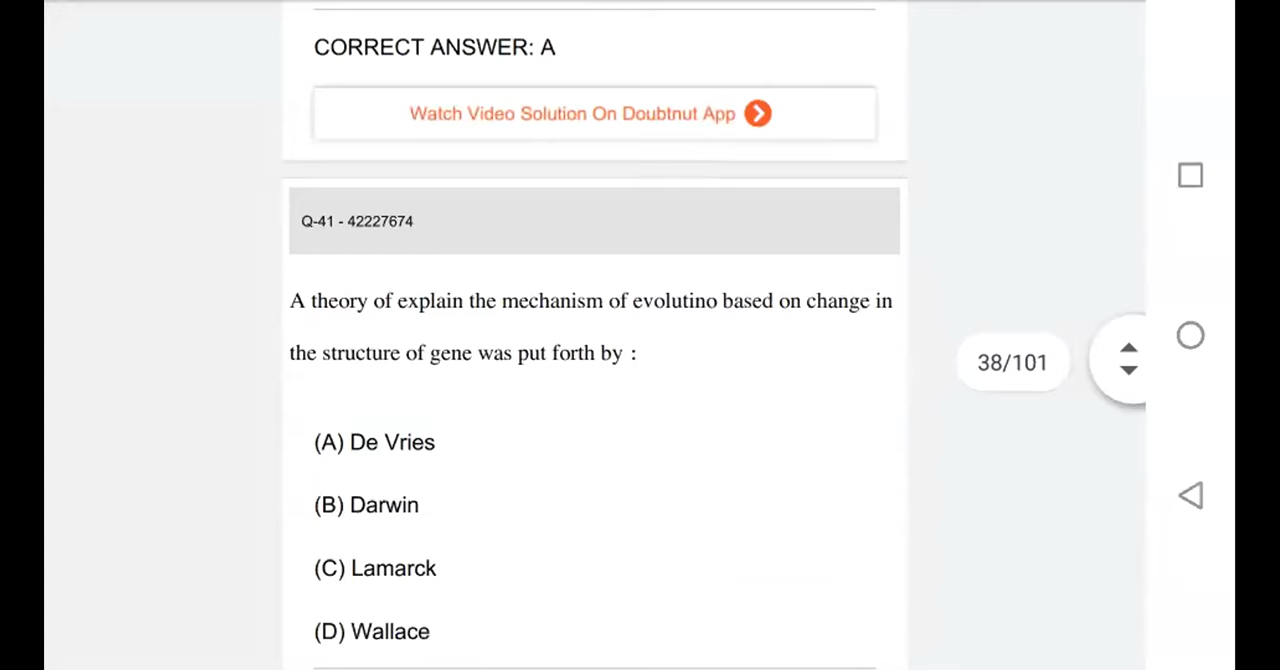 CORRECT ANSWER: A
Watch Video Solution On Doubtnut App
Q-41 - 42227674
A theory of explain the mechanism of evolutino based on change in
the structure of gene was put forth by :
38/101
(A) De Vries
(B) Darwin
(C) Lamarck
(D) Wallace